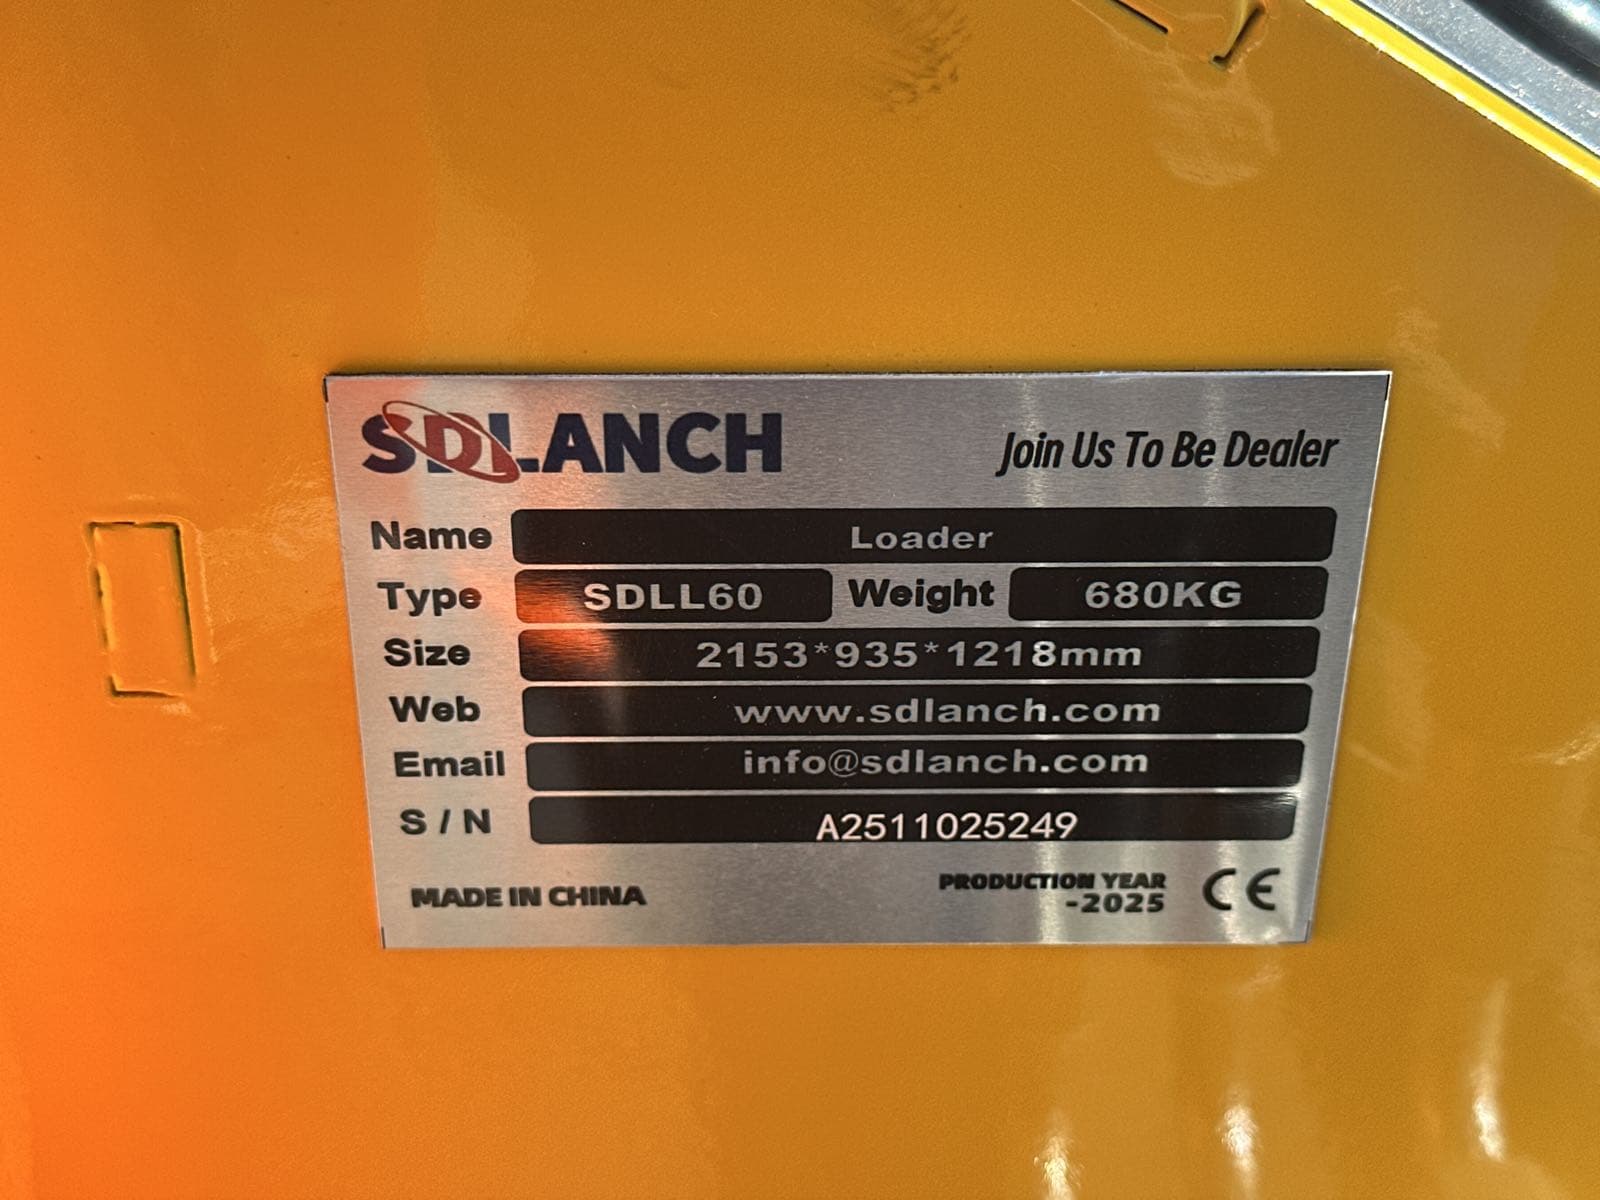 SDLANCH Join Us To Be Dealer
Name Loader
Type SDLL60 Weight 680KG
Size 2153*935*1218mm
Web www.sdlanch.com
Email info@sdlanch.com
S / N A2511025249
MADE IN CHINA PRODUCTION YEAR CE
-2025